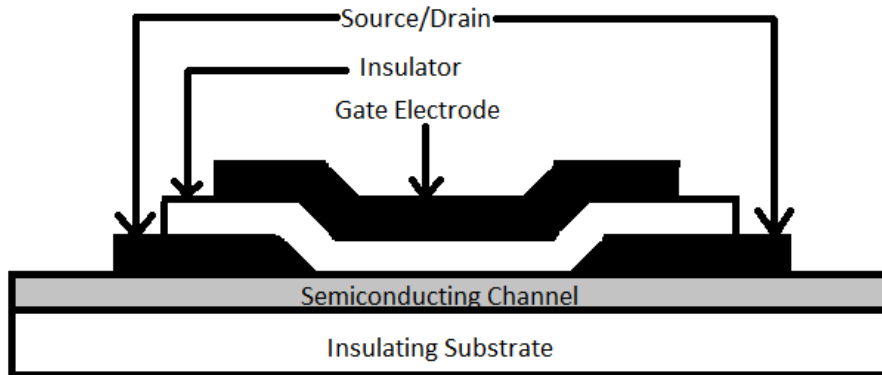 Source/Drain
Insulator
Gate Electrode
Semiconducting Channel
Insulating Substrate